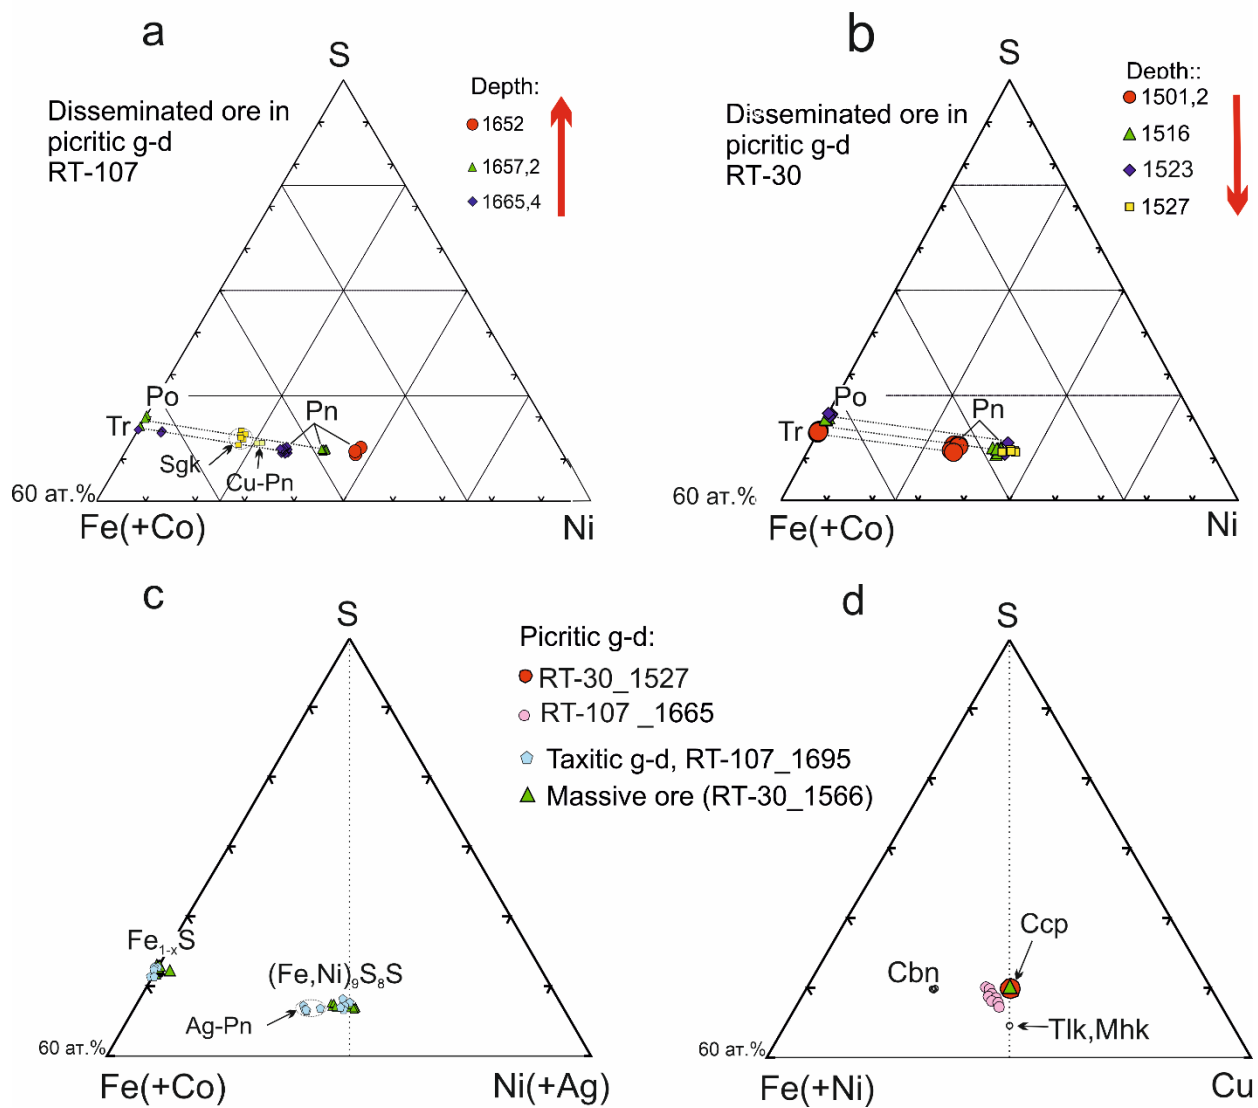 a
S
Disseminated ore in
picritic g-d
RT-107
Depth:
1652
1657,2
1665,4
Po
Tr
Pn
Sgk
Cu-Pn
60 ат.%
Fe(+Co)
Ni
b
S
Disseminated ore in
picritic g-d
RT-30
Depth::
1501,2
1516
1523
1527
Po
Tr
Pn
60 ат.%
Fe(+Co)
Ni
c
S
Picritic g-d:
RT-30_1527
RT-107 _1665
Taxitic g-d, RT-107_1695
Massive ore (RT-30_1566)
Fe1-xS
(Fe,Ni)9S8S
Ag-Pn
60 ат.%
Fe(+Co)
Ni(+Ag)
d
S
Ccp
Cbn
Tlk,Mhk
60 ат.%
Fe(+Ni)
Cu